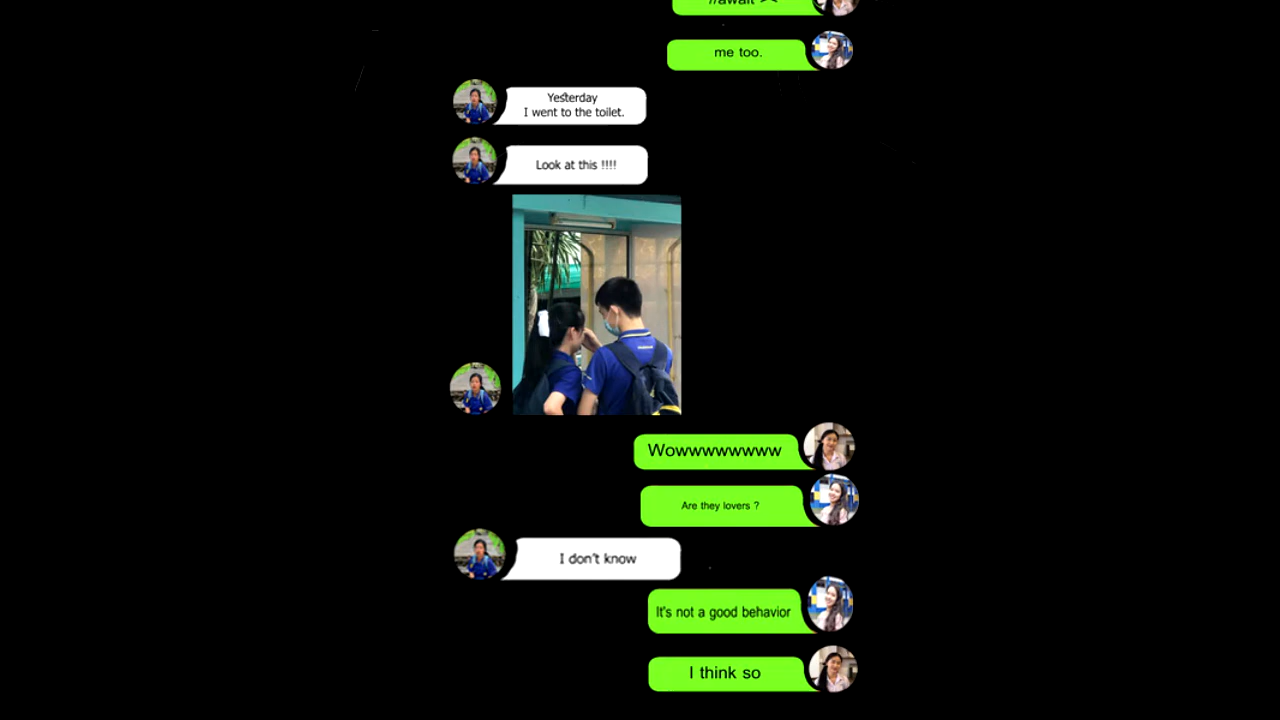 //await ^^
me too.
Yesterday
I went to the toilet.
Look at this !!!!
Wowwwwwwwww
Are they lovers ?
I don't know
It's not a good behavior
I think so